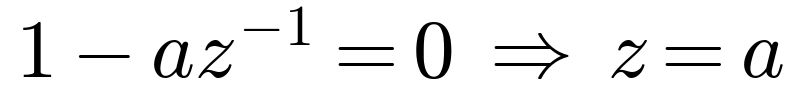 1 − az⁻¹ = 0 ⇒ z = a